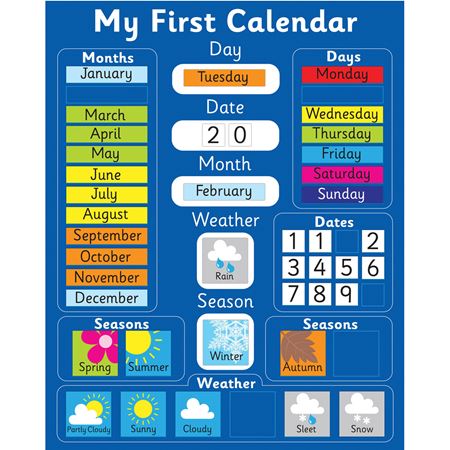 My First Calendar
Months
January
March
April
May
June
July
August
September
October
November
December
Day
Tuesday
Date
2 0
Month
February
Weather
Rain
Season
Winter
Days
Monday
Wednesday
Thursday
Friday
Saturday
Sunday
Dates
1 1 2
3 4 5 6
7 8 9
Seasons
Spring Summer
Seasons
Autumn
Weather
Partly Cloudy Sunny Cloudy Sleet Snow